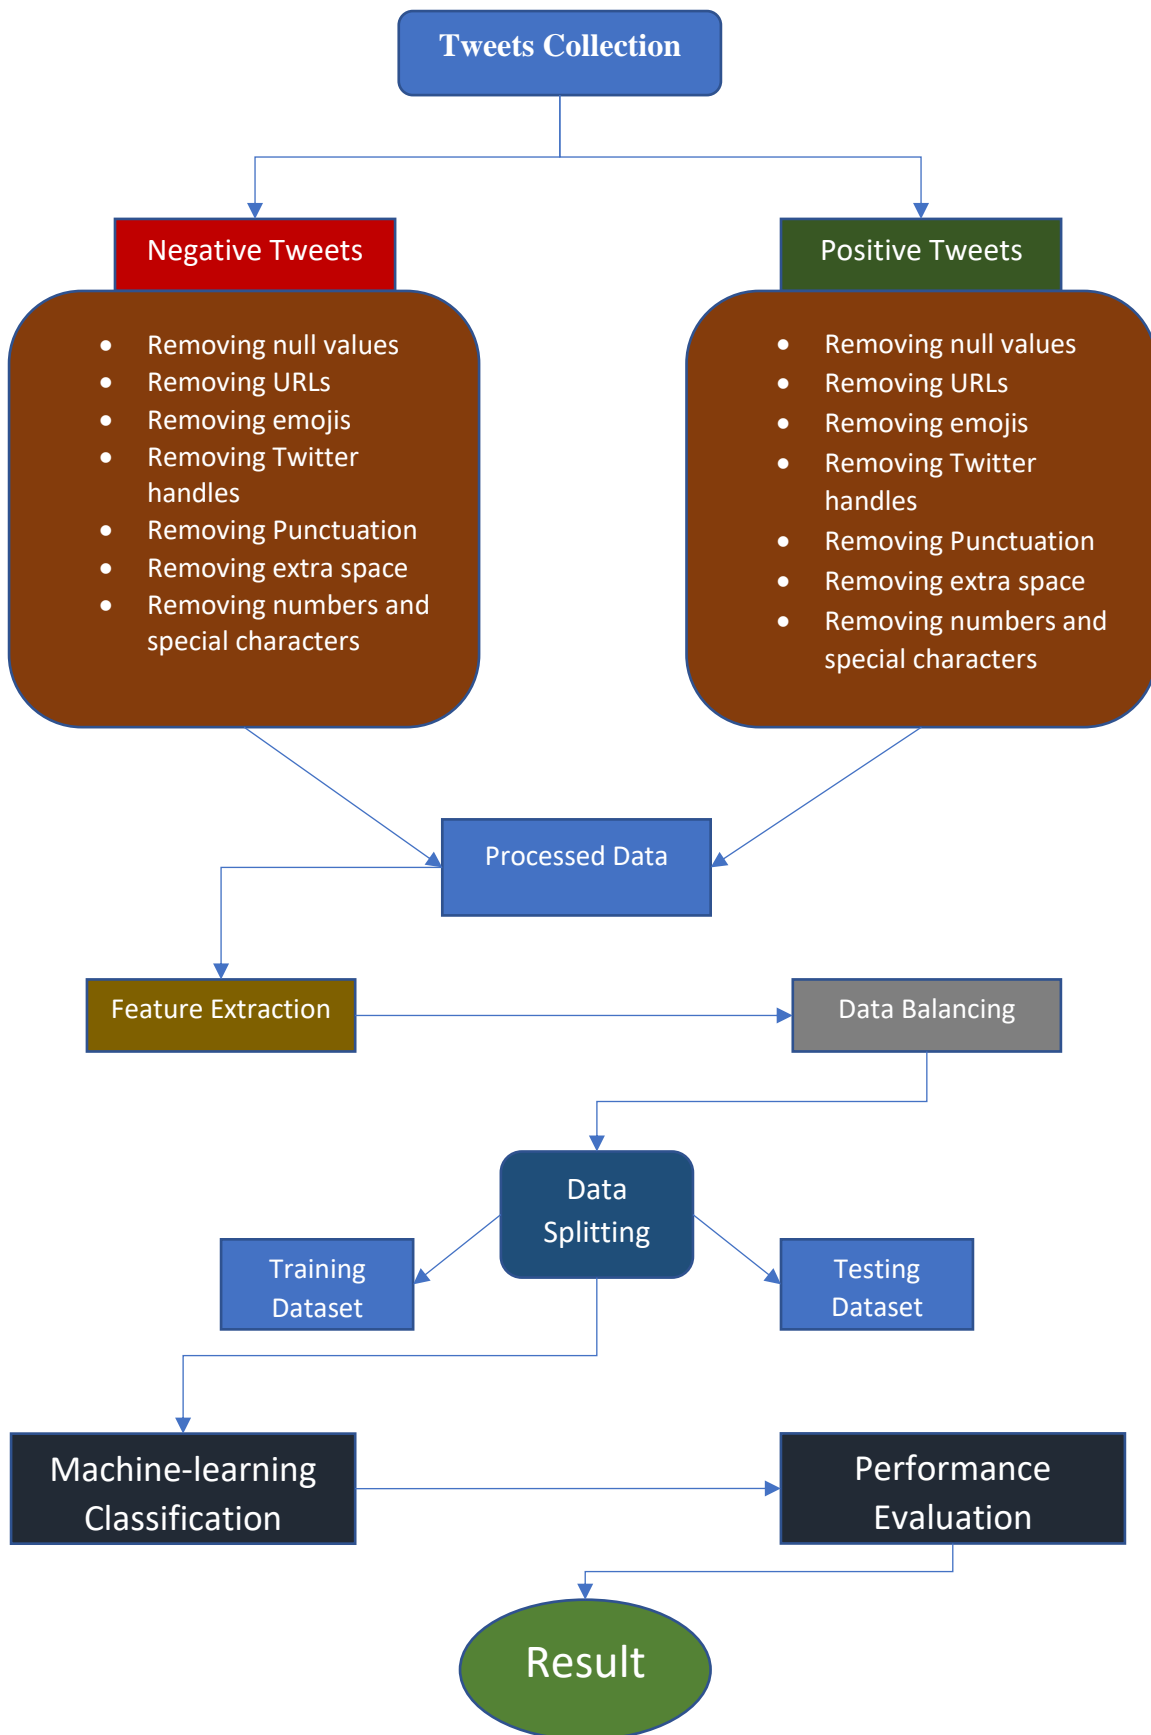 Tweets Collection
Negative Tweets
• Removing null values
• Removing URLs
• Removing emojis
• Removing Twitter
handles
• Removing Punctuation
• Removing extra space
• Removing numbers and
special characters
Positive Tweets
• Removing null values
• Removing URLs
• Removing emojis
• Removing Twitter
handles
• Removing Punctuation
• Removing extra space
• Removing numbers and
special characters
Processed Data
Feature Extraction
Data Balancing
Data
Splitting
Training
Dataset
Testing
Dataset
Machine-learning
Classification
Performance
Evaluation
Result